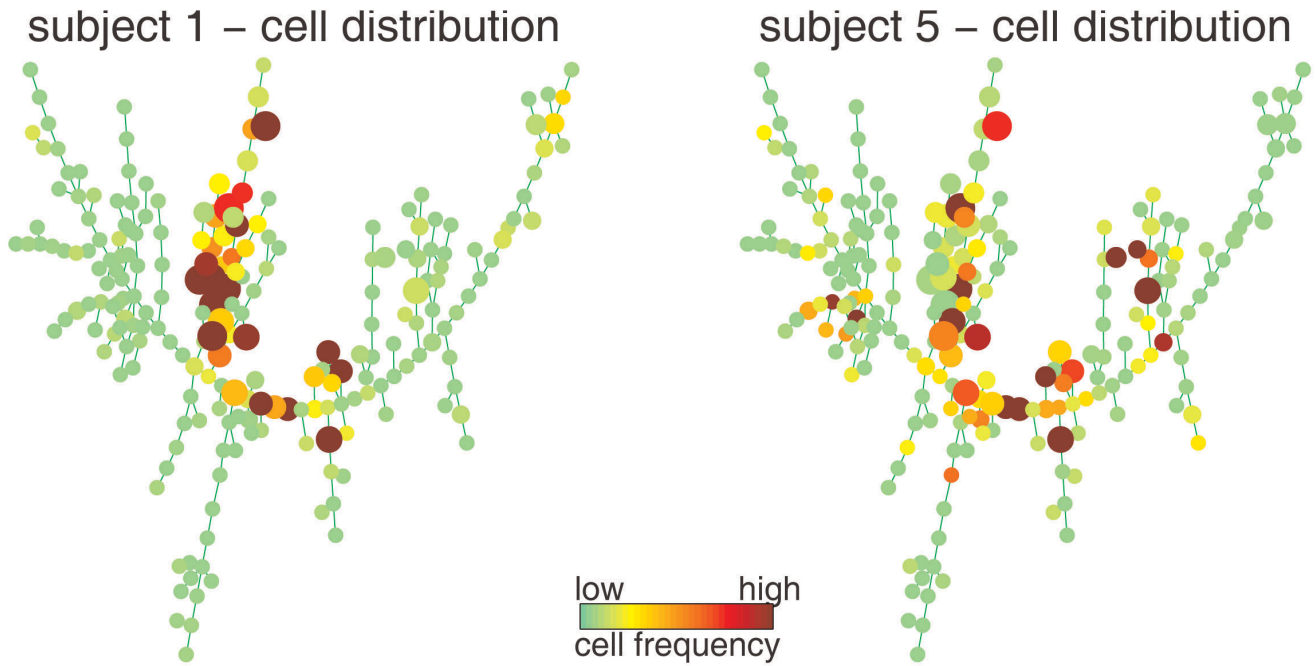 subject 1 – cell distribution
subject 5 – cell distribution
low high
cell frequency